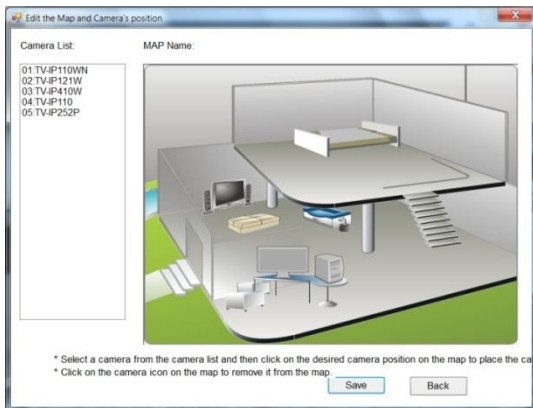 Edit the Map and Camera's position
Camera List:
MAP Name:
01:TV-IP110WN
02:TV-IP121W
03:TV-IP410W
04:TV-IP110
05:TV-IP252P
* Select a camera from the camera list and then click on the desired camera position on the map to place the ca
* Click on the camera icon on the map to remove it from the map.
Save
Back